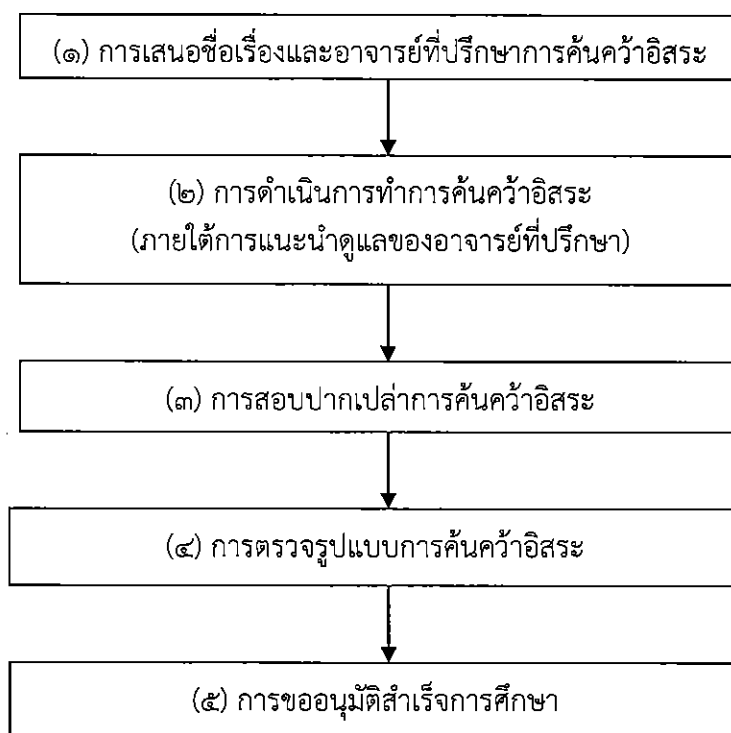 (๑) การเสนอชื่อเรื่องและอาจารย์ที่ปรึกษาการค้นคว้าอิสระ
(๒) การดำเนินการทำการค้นคว้าอิสระ
(ภายใต้การแนะนำดูแลของอาจารย์ที่ปรึกษา)
(๓) การสอบปากเปล่าการค้นคว้าอิสระ
(๔) การตรวจรูปแบบการค้นคว้าอิสระ
(๕) การขออนุมัติสำเร็จการศึกษา